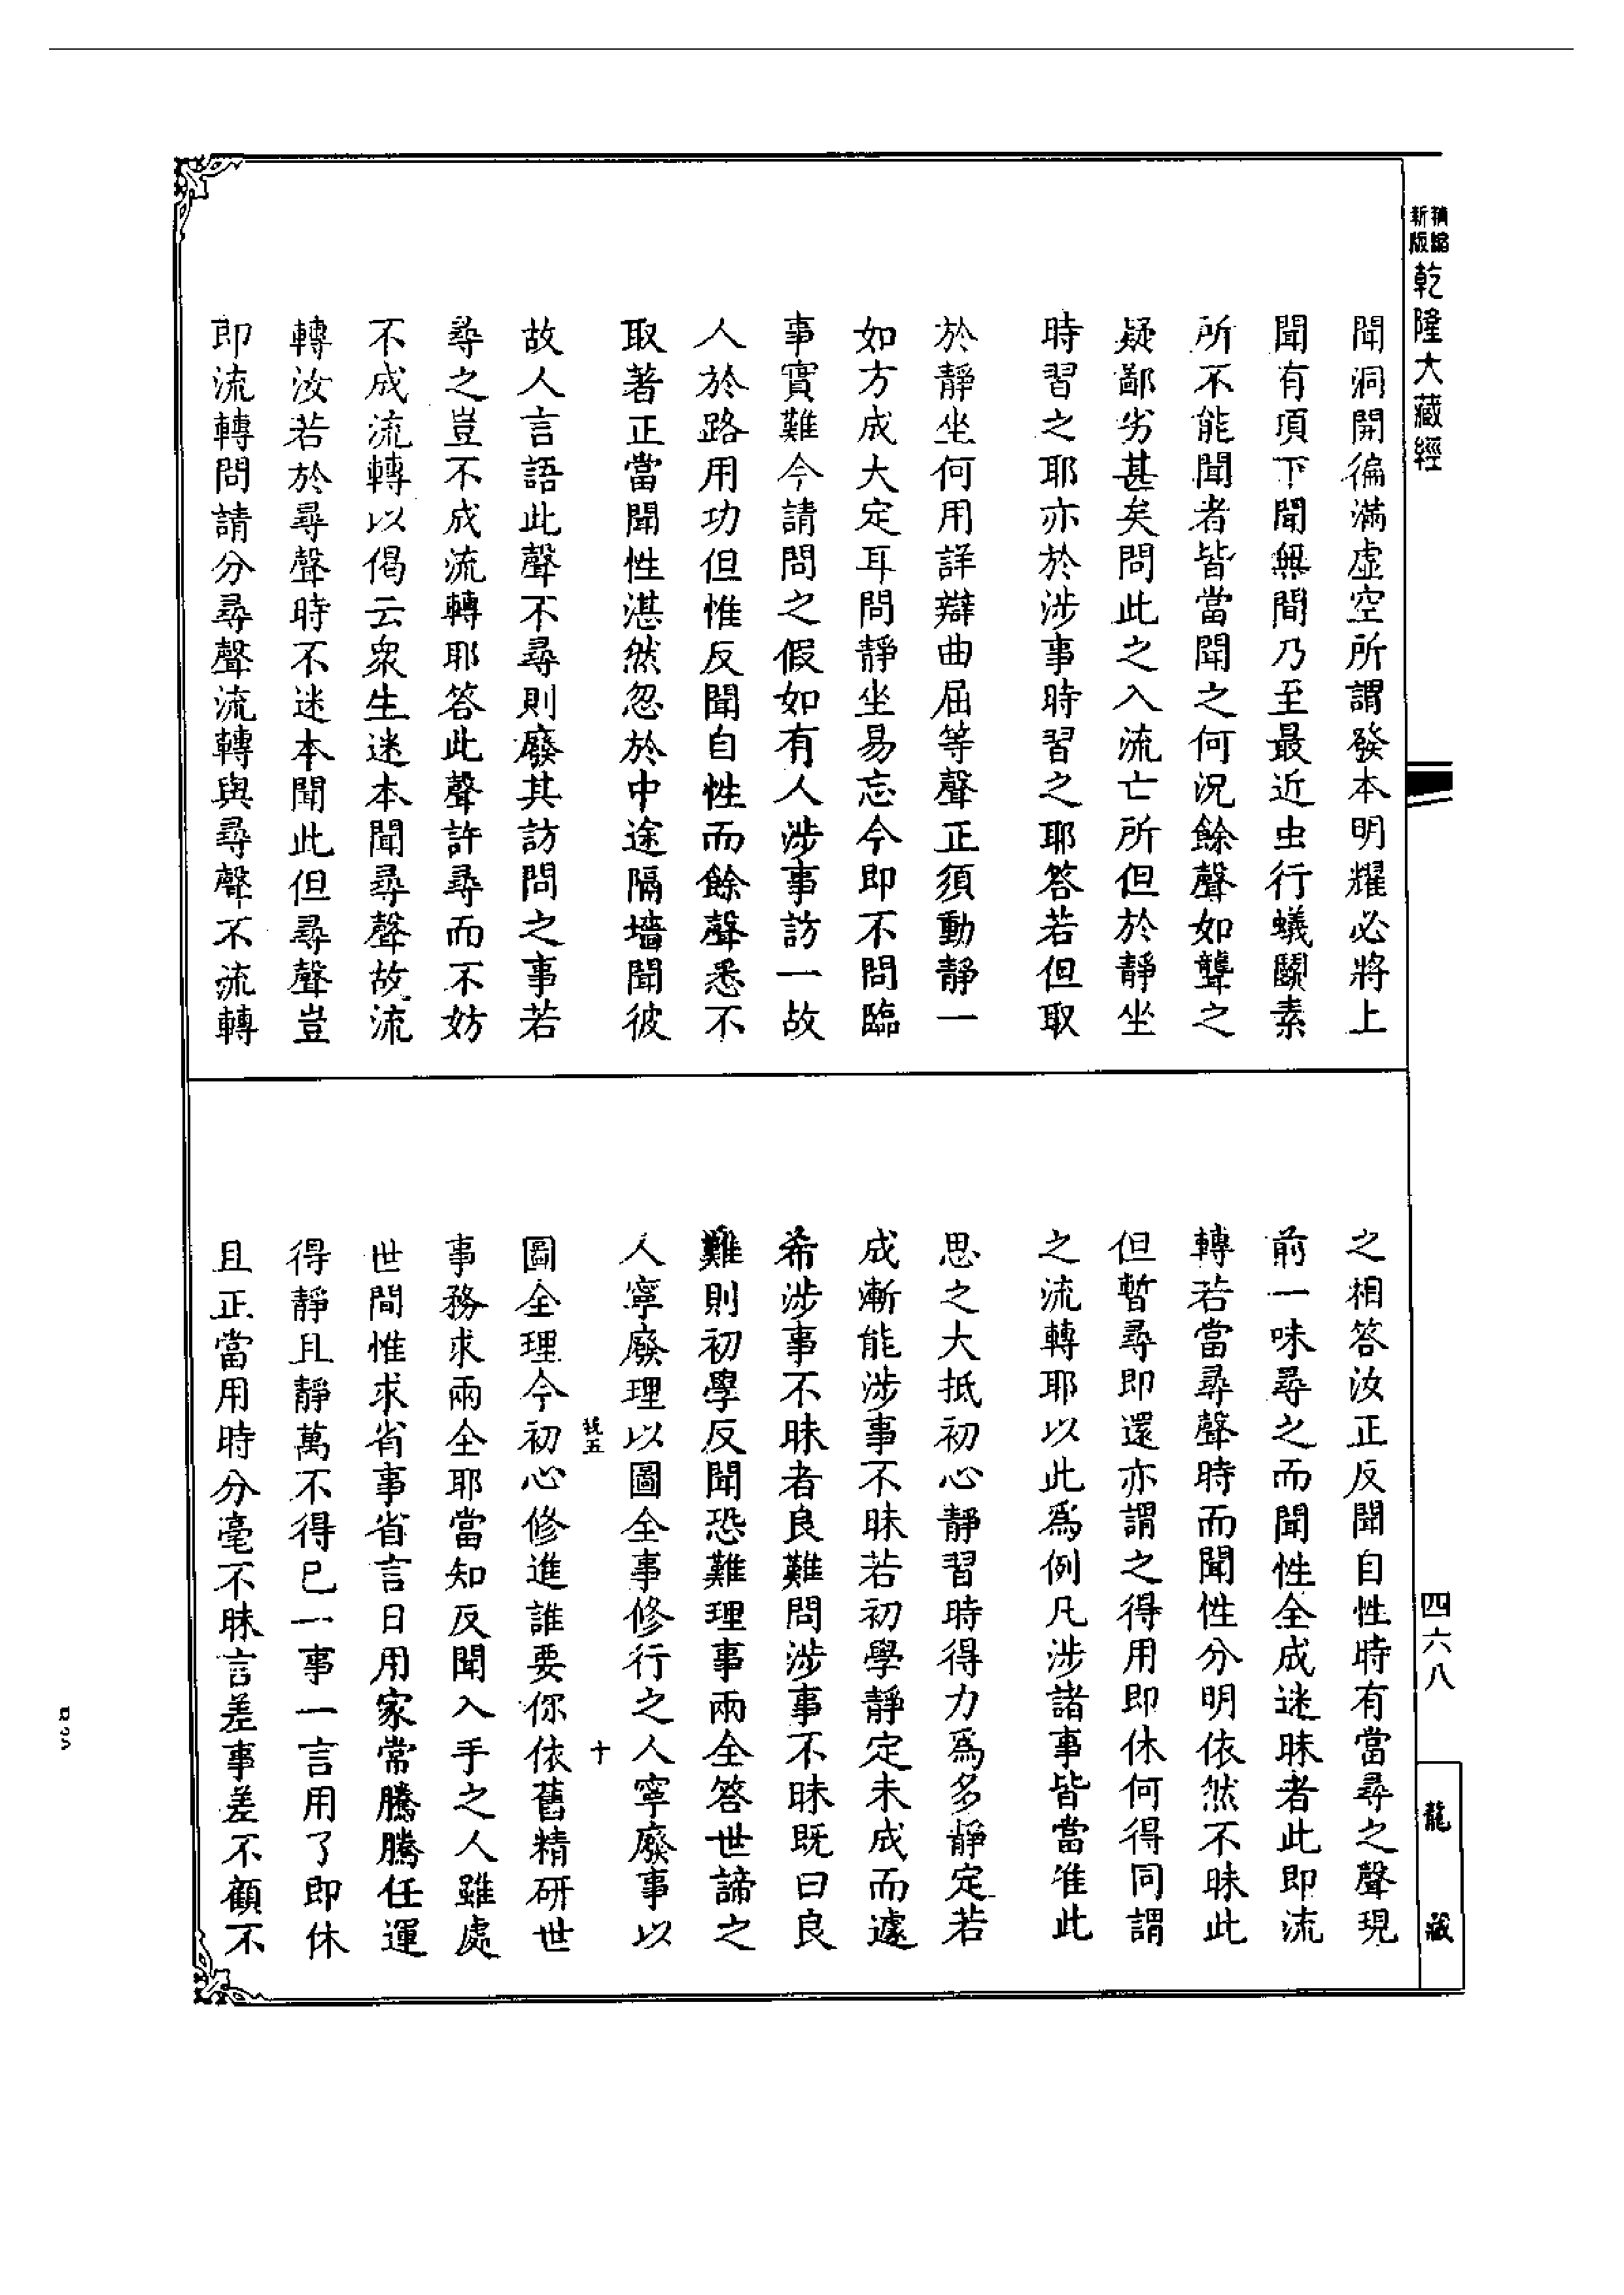 新版 精縮 乾隆大藏經
聞洞開徧滿虛空所謂發本明耀必將上
聞有頂下聞無間乃至最近虫行蟻鬬素
所不能聞者皆當聞之何況餘聲如聾之
疑鄙劣甚矣問此之入流亡所但於靜坐
時習之耶亦於涉事時習之耶答若但取
於靜坐何用詳辯曲屈等聲正須動靜一
如方成大定耳問靜坐易忘今即不問臨
事實難今請問之假如有人涉事訪一故
人於路用功但惟反聞自性而餘聲悉不
取著正當聞性湛然忽於中途隔墻聞彼
故人言語此聲不尋則廢其訪問之事若
尋之豈不成流轉耶答此聲許尋而不妨
不成流轉以偈云衆生迷本聞尋聲故流
轉汝若於尋聲時不迷本聞此但尋聲豈
即流轉問請分尋聲流轉與尋聲不流轉
之相答汝正反聞自性時有當尋之聲現
前一味尋之而聞性全成迷昧者此即流
轉若當尋聲時而聞性分明依然不昧此
但暫尋即還亦謂之得用即休何得同謂
之流轉耶以此爲例凡涉諸事皆當准此
思之大抵初心靜習時得力爲多靜定若
成漸能涉事不昧若初學靜定未成而遽
希涉事不昧者良難問涉事不昧既曰良
難則初學反聞恐難理事兩全答世諦之
人寧廢理以圖全事修行之人寧廢事以
號五 十
圖全理今初心修進誰要你依舊精研世
事務求兩全耶當知反聞入手之人雖處
世間惟求省事省言日用家常騰騰任運
得靜且靜萬不得已一事一言用了即休
且正當用時分毫不昧言差事差不顧不
四六八
龍藏